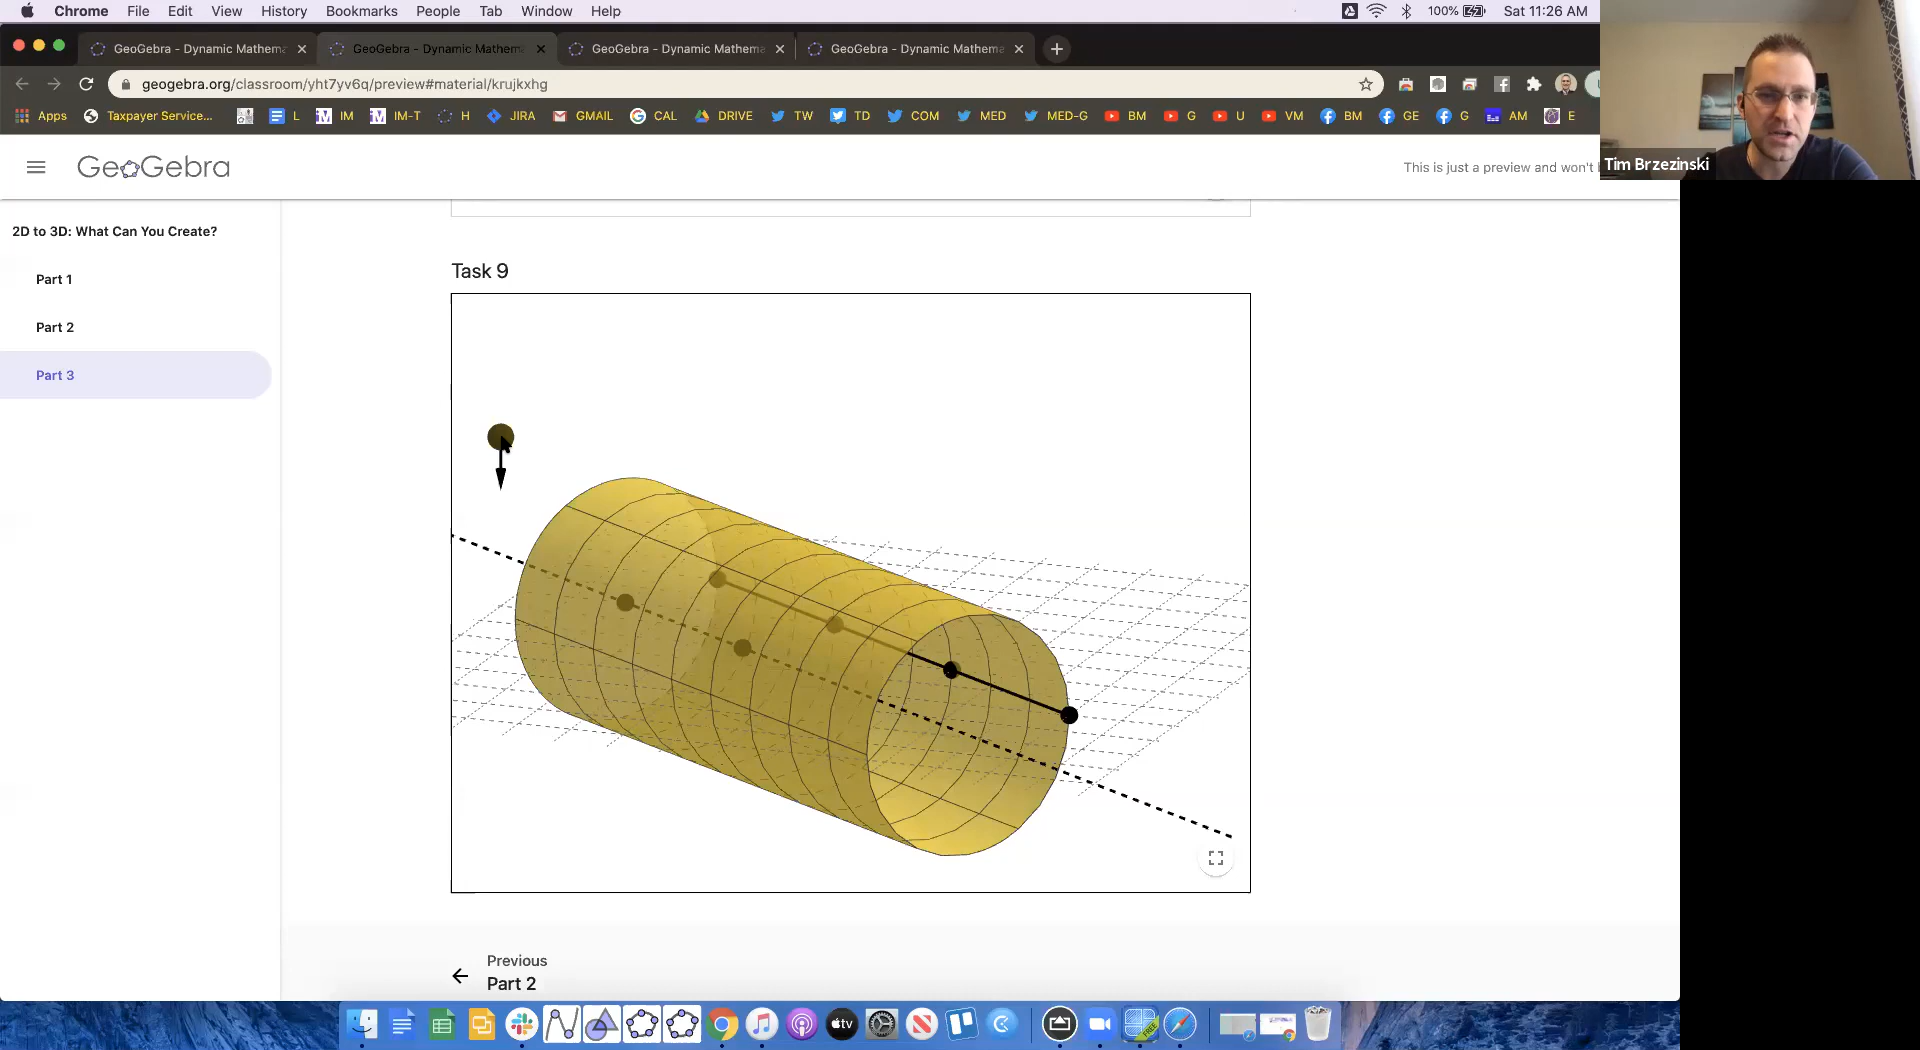 Chrome File Edit View History Bookmarks People Tab Window Help
100% Sat 11:26 AM
GeoGebra - Dynamic Mathema
GeoGebra - Dynamic Mathem
GeoGebra - Dynamic Mathema
GeoGebra - Dynamic Mathema
geogebra.org/classroom/yht7yv6q/preview#material/krujkxhg
Apps Taxpayer Service... L IM IM-T H JIRA GMAIL CAL DRIVE TW TD COM MED MED-G BM G U VM BM GE G AM E
GeoGebra
This is just a preview and won't
Tim Brzezinski
2D to 3D: What Can You Create?
Part 1
Part 2
Part 3
Task 9
Previous
Part 2
tv
FREE